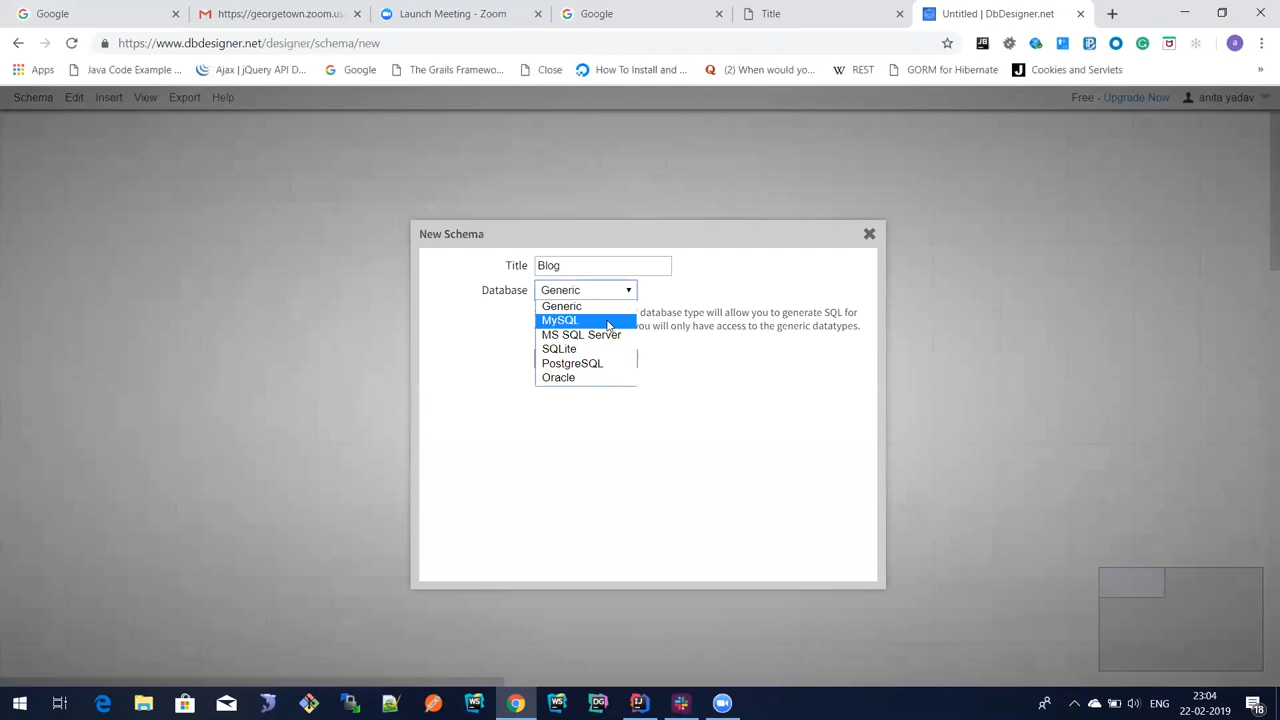 Google
https://georgetown.zoom.us
Launch Meeting - Zoom
Google
Title
Untitled | DbDesigner.net
https://www.dbdesigner.net/designer/schema/new
Apps
Java Code Example ...
Ajax | jQuery API D...
Google
The Grails Framewo...
Close
How To Install and ...
(2) When would yo...
REST
GORM for Hibernate
Cookies and Servlets
»
Schema
Edit
Insert
View
Export
Help
Free - Upgrade Now
anita yadav
New Schema
Title
Blog
Database
Generic
Generic
MySQL
MS SQL Server
SQLite
PostgreSQL
Oracle
database type will allow you to generate SQL for
ou will only have access to the generic datatypes.
ENG
23:04
22-02-2019
18